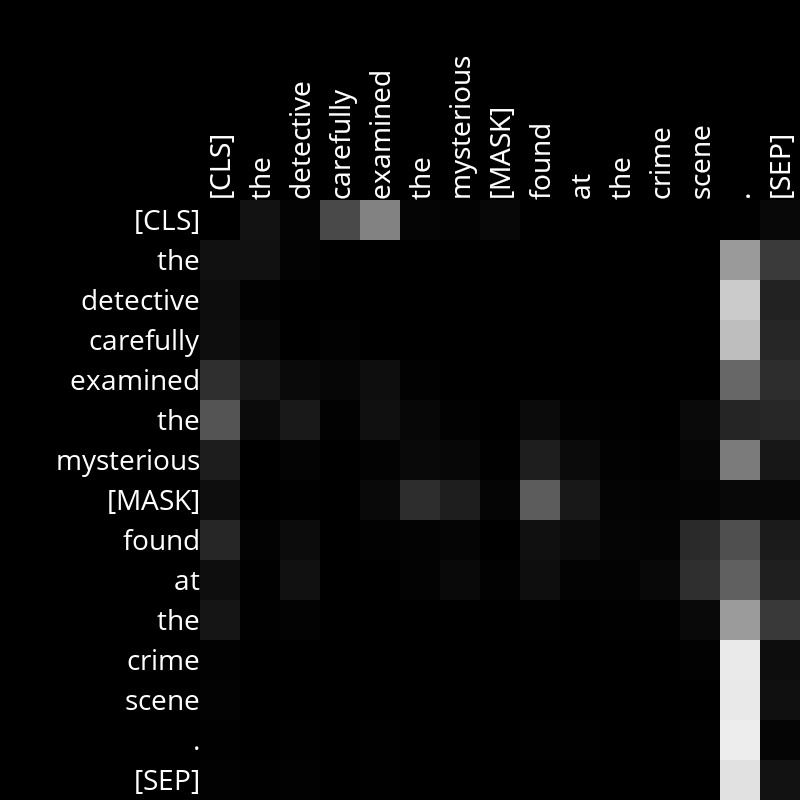 [CLS] the detective carefully examined the mysterious [MASK] found at the crime scene . [SEP]
[CLS]
the
detective
carefully
examined
the
mysterious
[MASK]
found
at
the
crime
scene
.
[SEP]